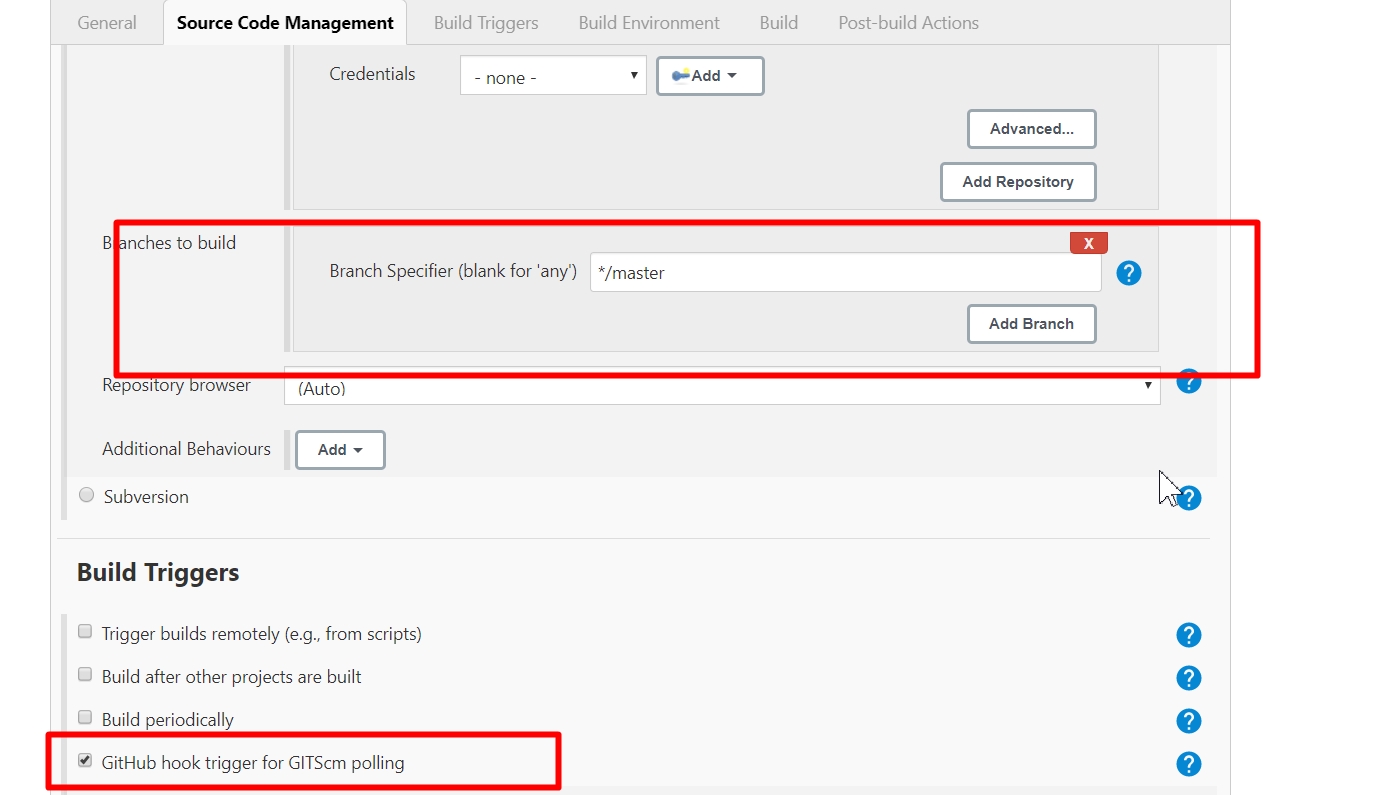 General Source Code Management Build Triggers Build Environment Build Post-build Actions
Credentials - none - Add
Advanced...
Add Repository
Branches to build
X
Branch Specifier (blank for 'any') */master ?
Add Branch
Repository browser (Auto) ?
Additional Behaviours Add
Subversion ?
Build Triggers
Trigger builds remotely (e.g., from scripts) ?
Build after other projects are built ?
Build periodically ?
GitHub hook trigger for GITScm polling ?